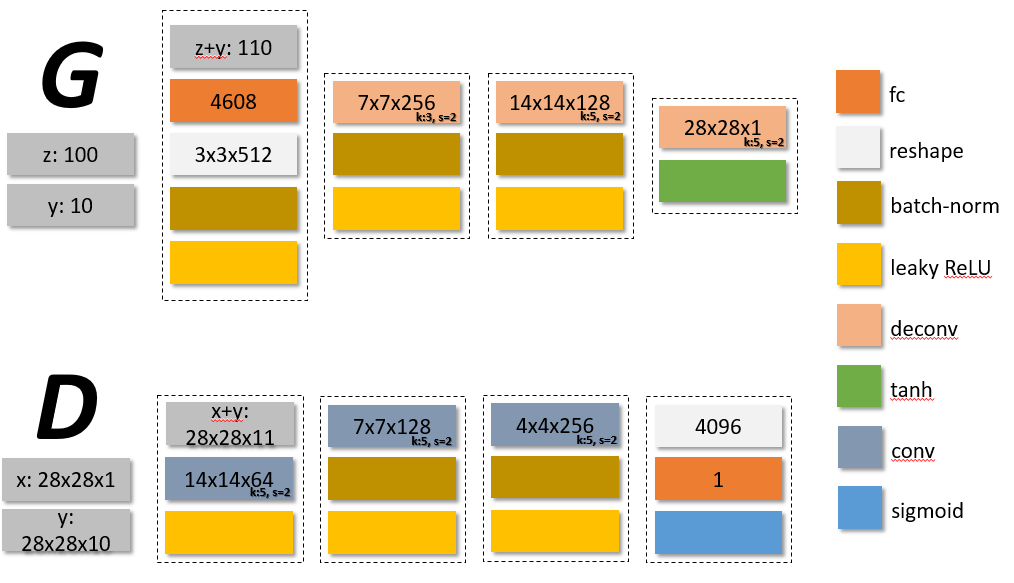 G
z: 100
y: 10
z+y: 110
4608
3x3x512
7x7x256
k:3, s=2
14x14x128
k:5, s=2
28x28x1
k:5, s=2
D
x: 28x28x1
y:
28x28x10
x+y:
28x28x11
14x14x64
k:5, s=2
7x7x128
k:5, s=2
4x4x256
k:5, s=2
4096
1
fc
reshape
batch-norm
leaky ReLU
deconv
tanh
conv
sigmoid